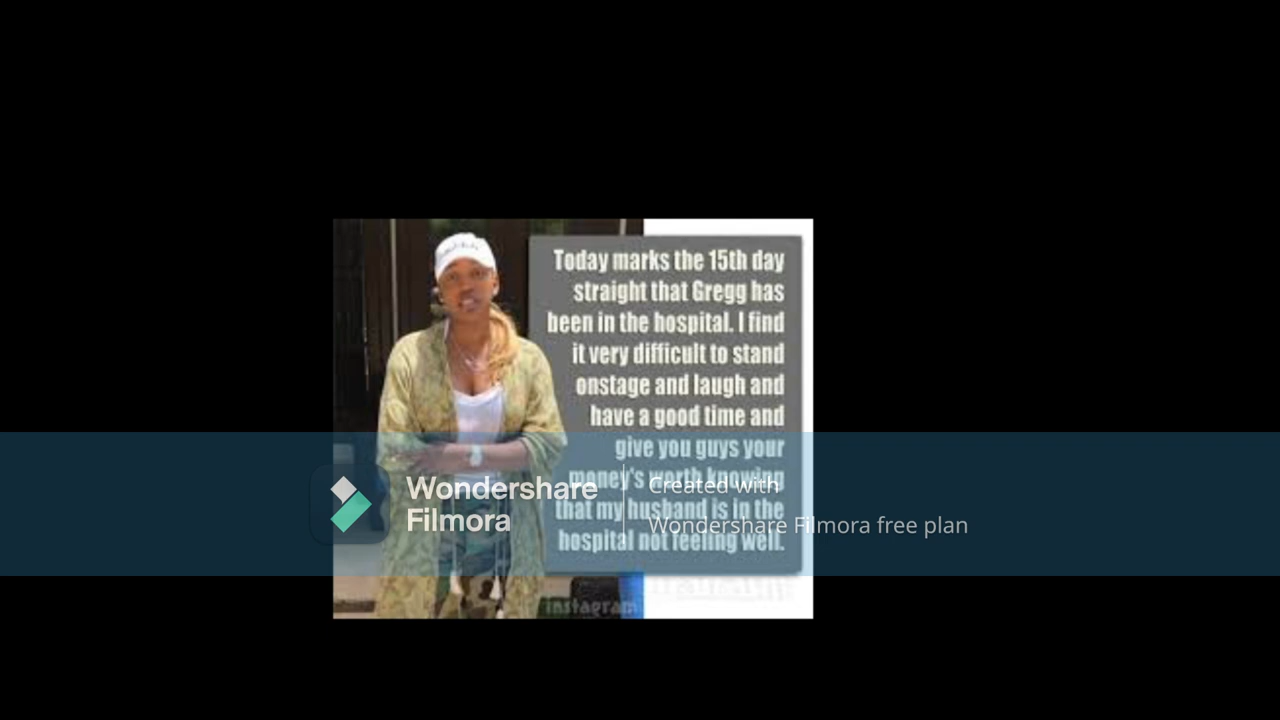 Today marks the 15th day
straight that Gregg has
been in the hospital. I find
it very difficult to stand
onstage and laugh and
have a good time and
give you guys your
money's worth knowing
that my husband is in the
hospital not feeling well.
Wondershare
Filmora
Created with
Wondershare Filmora free plan
instagram